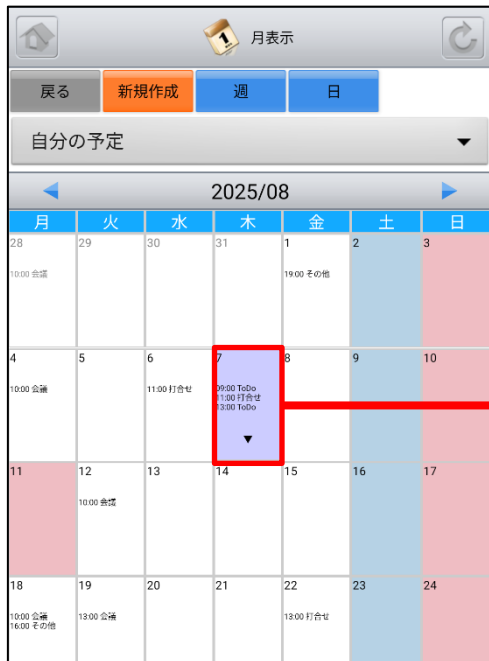 月表示
戻る 新規作成 週 日
自分の予定
2025/08
月 火 水 木 金 土 日
28 29 30 31 1 2 3
10:00 会議 19:00 その他
4 5 6 7 8 9 10
10:00 会議 11:00 打合せ 09:00 ToDo
11:00 打合せ
13:00 ToDo
▼
11 12 13 14 15 16 17
10:00 会議
18 19 20 21 22 23 24
10:00 会議 13:00 会議 13:00 打合せ
16:00 その他